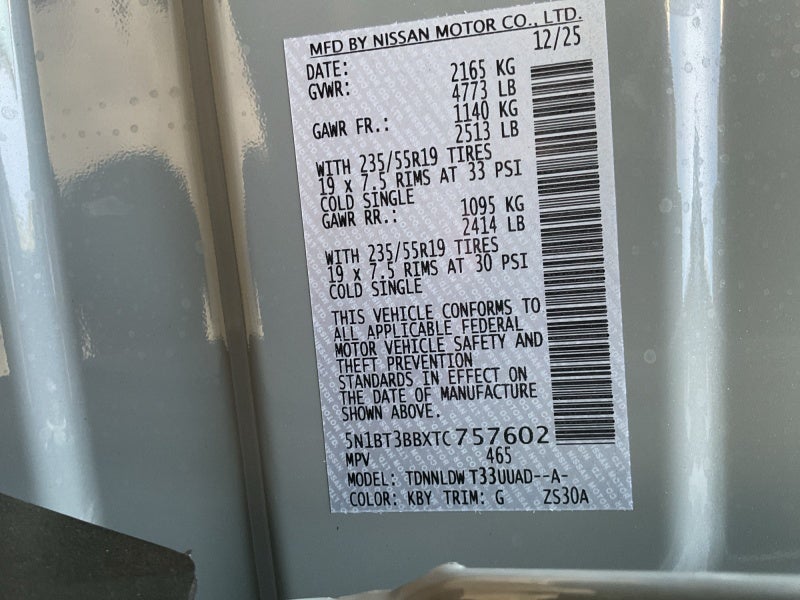 MFD BY NISSAN MOTOR CO., LTD.
DATE: 12/25
GVWR: 2165 KG
4773 LB
GAWR FR.: 1140 KG
2513 LB
WITH 235/55R19 TIRES
19 x 7.5 RIMS AT 33 PSI
COLD SINGLE
GAWR RR.: 1095 KG
2414 LB
WITH 235/55R19 TIRES
19 x 7.5 RIMS AT 30 PSI
COLD SINGLE
THIS VEHICLE CONFORMS TO
ALL APPLICABLE FEDERAL
MOTOR VEHICLE SAFETY AND
THEFT PREVENTION
STANDARDS IN EFFECT ON
THE DATE OF MANUFACTURE
SHOWN ABOVE.
5N1BT3BBXTC757602
MPV 465
MODEL: TDNNLDW T33UUAD--A-
COLOR: KBY TRIM: G ZS30A